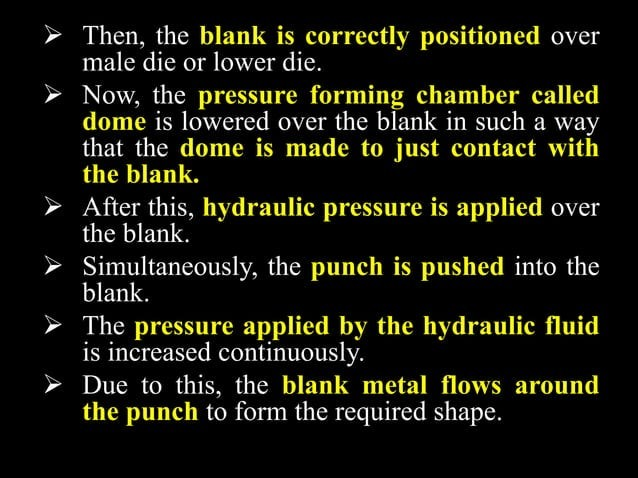 ➢ Then, the blank is correctly positioned over
male die or lower die.
➢ Now, the pressure forming chamber called
dome is lowered over the blank in such a way
that the dome is made to just contact with
the blank.
➢ After this, hydraulic pressure is applied over
the blank.
➢ Simultaneously, the punch is pushed into the
blank.
➢ The pressure applied by the hydraulic fluid
is increased continuously.
➢ Due to this, the blank metal flows around
the punch to form the required shape.